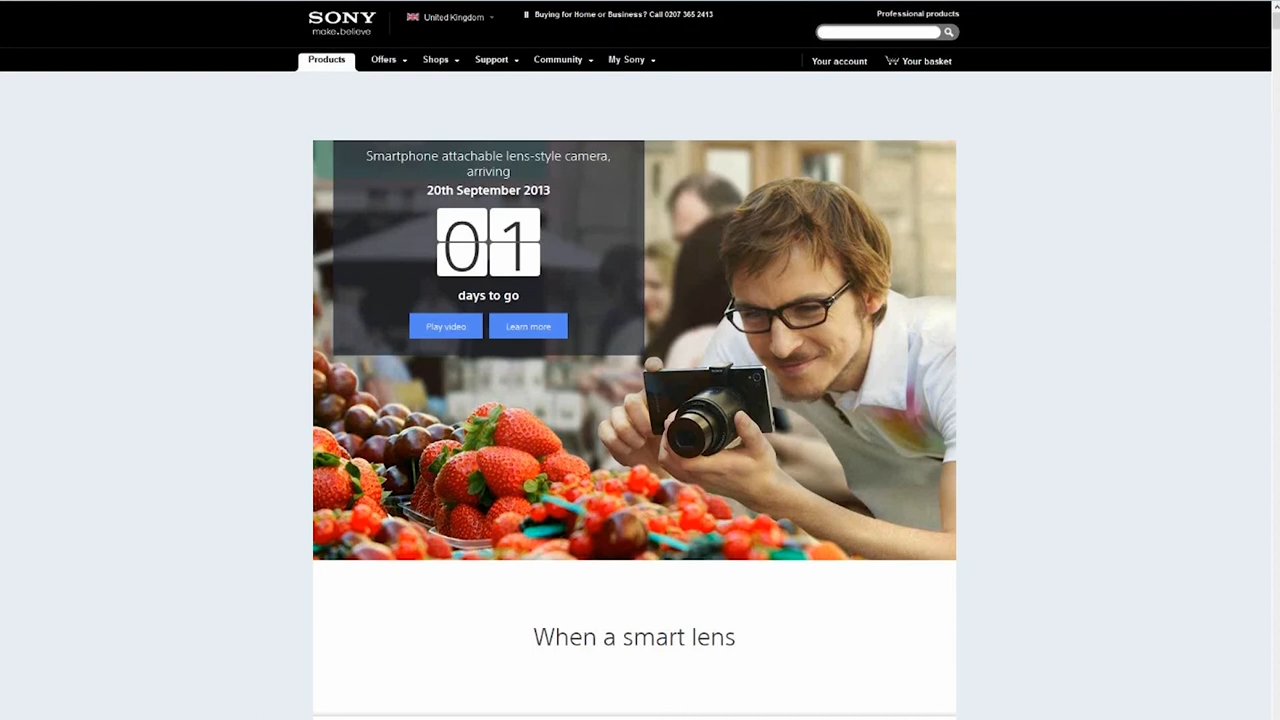 SONY
make.believe
United Kingdom
Buying for Home or Business? Call 0207 365 2413
Professional products
Products
Offers
Shops
Support
Community
My Sony
Your account
Your basket
Smartphone attachable lens-style camera,
arriving
20th September 2013
01
days to go
Play video
Learn more
When a smart lens